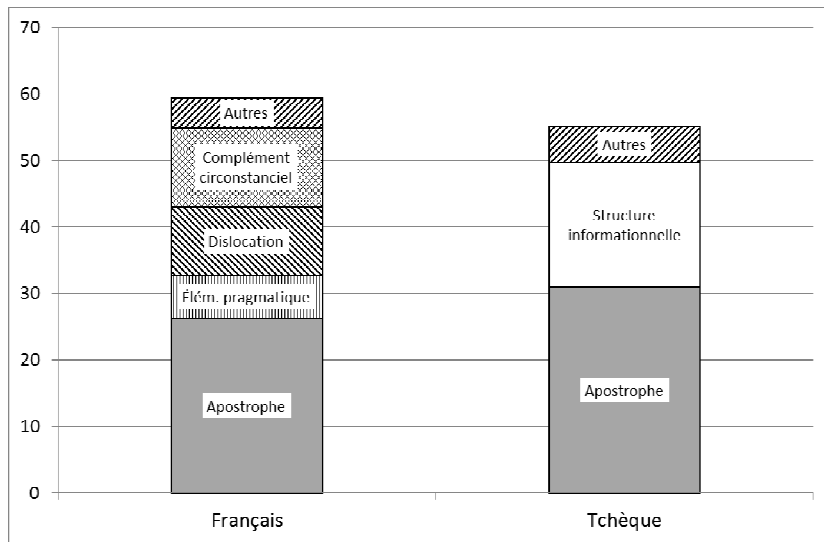 70
60
50
40
30
20
10
0
Autres
Complément
circonstanciel
Dislocation
Élém. pragmatique
Apostrophe
Autres
Structure
informationnelle
Apostrophe
Français
Tchèque